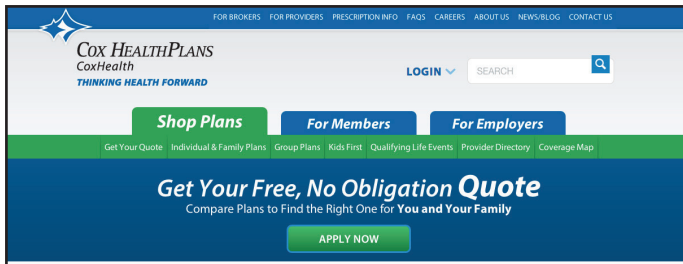 FOR BROKERS FOR PROVIDERS PRESCRIPTION INFO FAQS CAREERS ABOUT US NEWS/BLOG CONTACT US
COX HEALTHPLANS
CoxHealth
THINKING HEALTH FORWARD
LOGIN
SEARCH
Shop Plans For Members For Employers
Get Your Quote Individual & Family Plans Group Plans Kids First Qualifying Life Events Provider Directory Coverage Map
Get Your Free, No Obligation Quote
Compare Plans to Find the Right One for You and Your Family
APPLY NOW